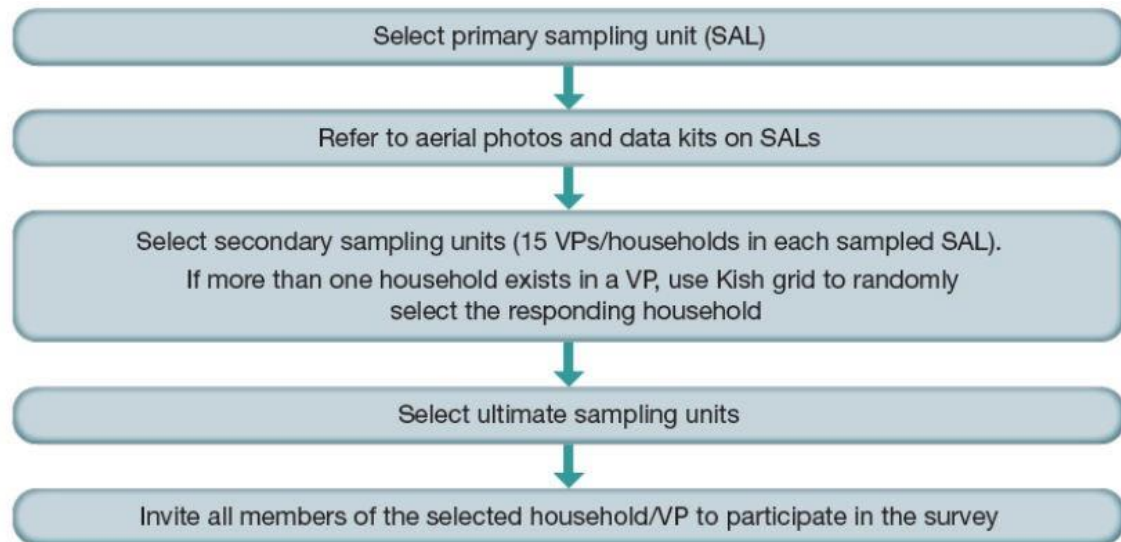 Select primary sampling unit (SAL)
Refer to aerial photos and data kits on SALs
Select secondary sampling units (15 VPs/households in each sampled SAL).
If more than one household exists in a VP, use Kish grid to randomly
select the responding household
Select ultimate sampling units
Invite all members of the selected household/VP to participate in the survey